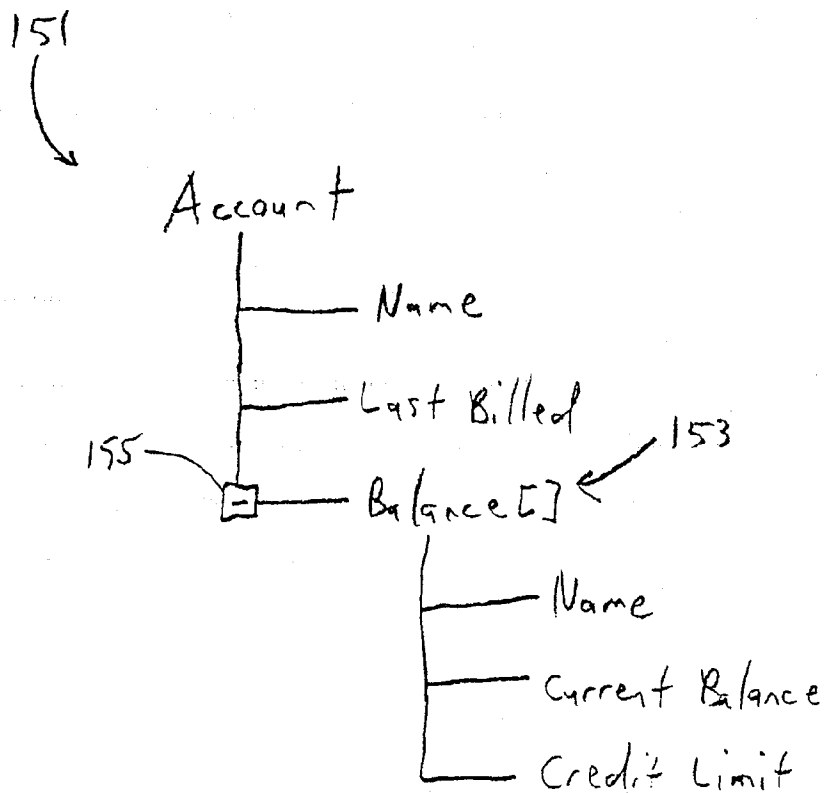 151
Account
Name
Last Billed
155
Balance[]
153
Name
Current Balance
Credit Limit